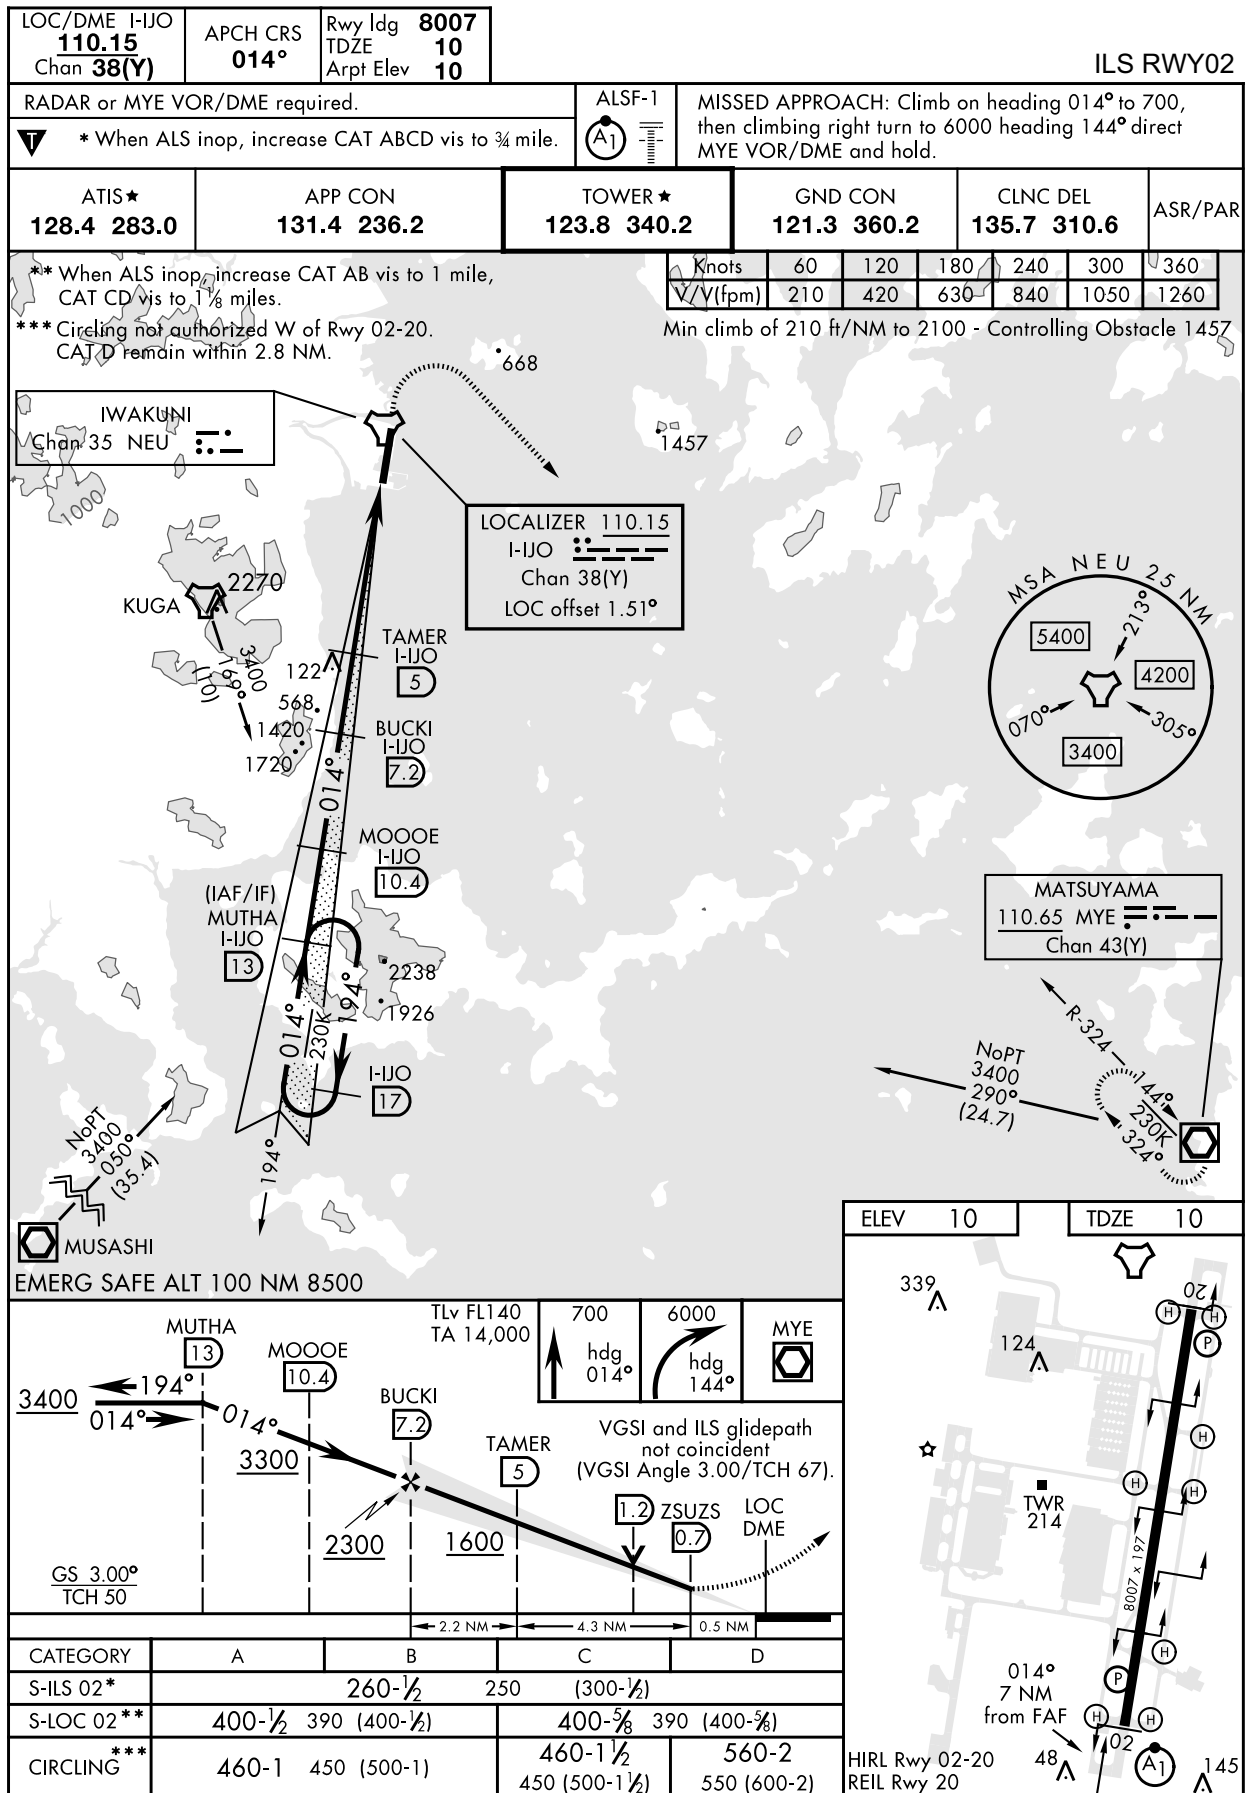 LOC/DME I-IJO
110.15
Chan 38(Y)
APCH CRS
014°
Rwy ldg 8007
TDZE 10
Arpt Elev 10
ILS RWY02
RADAR or MYE VOR/DME required.
T
* When ALS inop, increase CAT ABCD vis to ¾ mile.
ALSF-1
A1
MISSED APPROACH: Climb on heading 014° to 700,
then climbing right turn to 6000 heading 144° direct
MYE VOR/DME and hold.
ATIS★
128.4 283.0
APP CON
131.4 236.2
TOWER★
123.8 340.2
GND CON
121.3 360.2
CLNC DEL
135.7 310.6
ASR/PAR
** When ALS inop, increase CAT AB vis to 1 mile,
CAT CD vis to 1⅛ miles.
*** Circling not authorized W of Rwy 02-20.
CAT D remain within 2.8 NM.
Knots 60 120 180 240 300 360
V/V(fpm) 210 420 630 840 1050 1260
Min climb of 210 ft/NM to 2100 - Controlling Obstacle 1457
668
1457
IWAKUNI
Chan 35 NEU
1000
LOCALIZER 110.15
I-IJO
Chan 38(Y)
LOC offset 1.51°
KUGA
2270
3400
169°
(10)
122
568
1420
1720
TAMER
I-IJO
5
BUCKI
I-IJO
7.2
014°
MOOOE
I-IJO
10.4
(IAF/IF)
MUTHA
I-IJO
13
2238
1926
014°
230K
194°
I-IJO
17
194°
MSA NEU 25 NM
213°
5400
4200
070°
305°
3400
MATSUYAMA
110.65 MYE
Chan 43(Y)
R-324
NoPT
3400
290°
(24.7)
144°
230K
324°
NoPT
3400
050°
(35.4)
MUSASHI
EMERG SAFE ALT 100 NM 8500
ELEV 10
TDZE 10
339
124
20
H
H
P
H
H
H
TWR
214
8007 x 197
H
P
H
H
014°
7 NM
from FAF
02
48
A1
145
HIRL Rwy 02-20
REIL Rwy 20
TLv FL140
TA 14,000
700
hdg
014°
6000
hdg
144°
MYE
MUTHA
13
MOOOE
10.4
BUCKI
7.2
TAMER
5
3400
194°
014°
014°
3300
2300
1600
VGSI and ILS glidepath
not coincident
(VGSI Angle 3.00/TCH 67).
1.2
ZSUZS
0.7
LOC
DME
GS 3.00°
TCH 50
2.2 NM
4.3 NM
0.5 NM
CATEGORY A B C D
S-ILS 02* 260-½ 250 (300-½)
S-LOC 02** 400-½ 390 (400-½) 400-⅝ 390 (400-⅝)
CIRCLING*** 460-1 450 (500-1) 460-1½ 450 (500-1½) 560-2 550 (600-2)